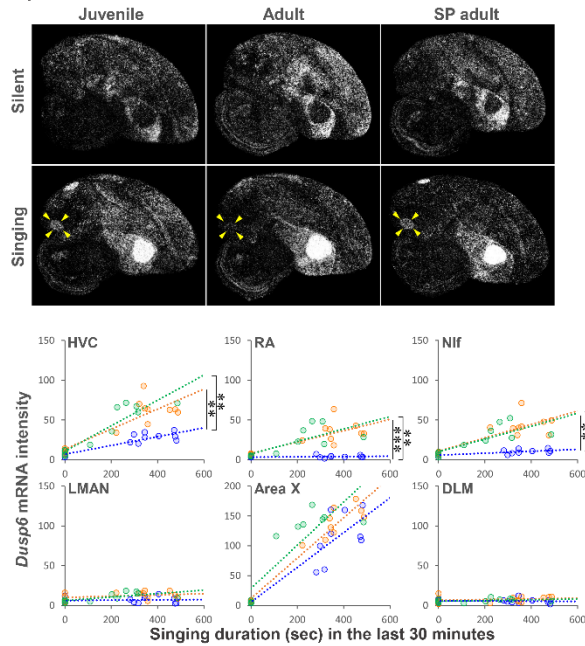 Juvenile Adult SP adult
Silent
Singing
Dusp6 mRNA intensity
HVC RA NIf
150 150 150
100 100 100
50 50 50
0 0 0
0 200 400 600 0 200 400 600 0 200 400 600
** ** *** ** 
LMAN Area X DLM
150 200 150
150
100 100 100
50 50 50
0 0 0
0 200 400 600 0 200 400 600 0 200 400 600
Singing duration (sec) in the last 30 minutes